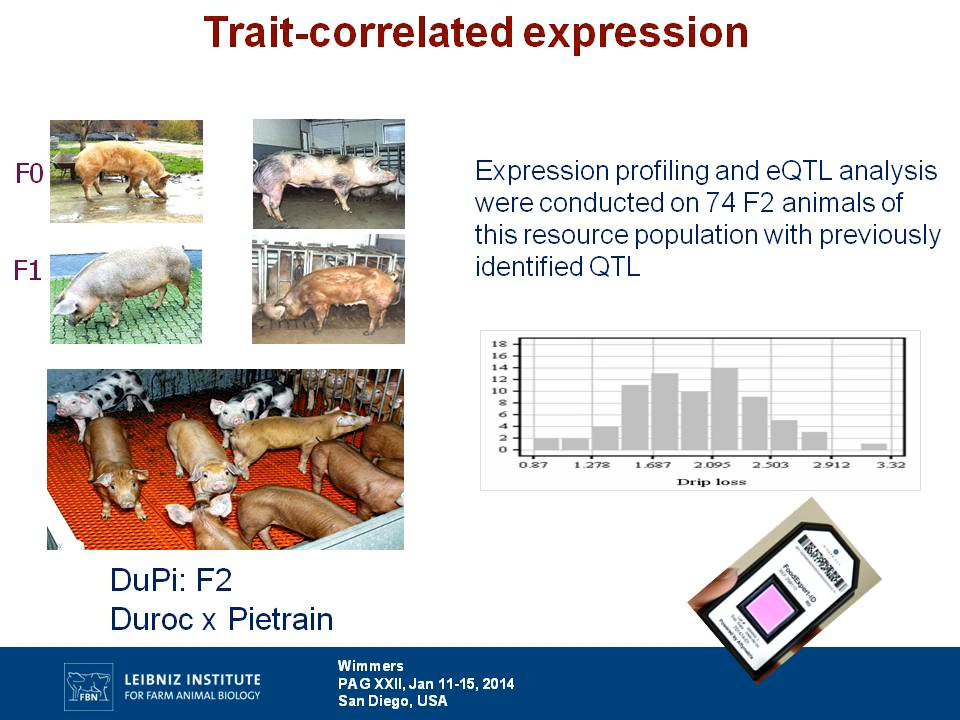 Trait-correlated expression
F0
F1
Expression profiling and eQTL analysis
were conducted on 74 F2 animals of
this resource population with previously
identified QTL
18
16
14
12
10
8
6
4
2
0
0.87 1.278 1.687 2.095 2.503 2.912 3.32
Drip loss
FoodExpert-ID
DuPi: F2
Duroc x Pietrain
FBN
LEIBNIZ INSTITUTE
FOR FARM ANIMAL BIOLOGY
Wimmers
PAG XXII, Jan 11-15, 2014
San Diego, USA